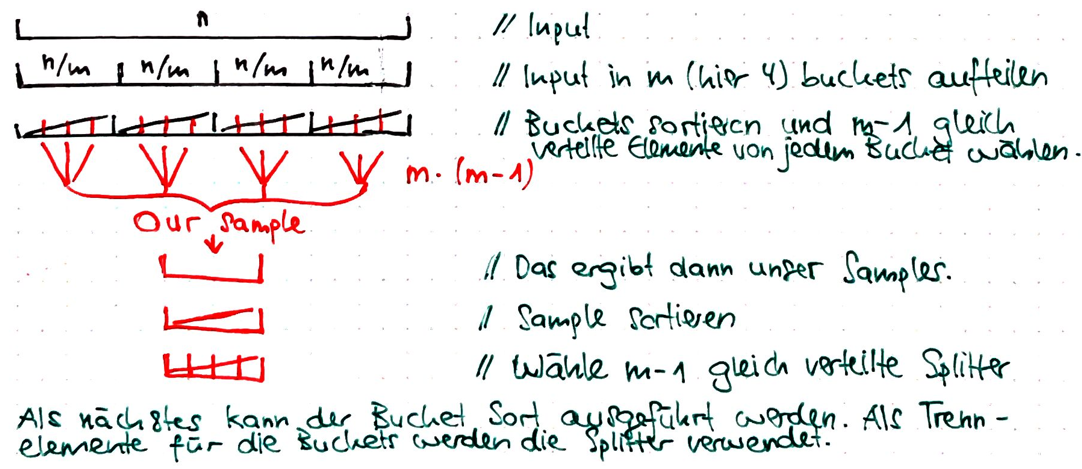 n // Input
n/m n/m n/m n/m // Input in m (hier 4) buckets aufteilen
// Buckets sortieren und m-1 gleich
verteilte Elemente von jedem Bucket wählen.
m. (m-1)
Our Sample
// Das ergibt dann unser Samples.
// Sample sortieren
// Wähle m-1 gleich verteilte Splitter
Als nächstes kann der Bucket Sort ausgeführt werden. Als Trenn-
elemente für die Buckets werden die Splitter verwendet.